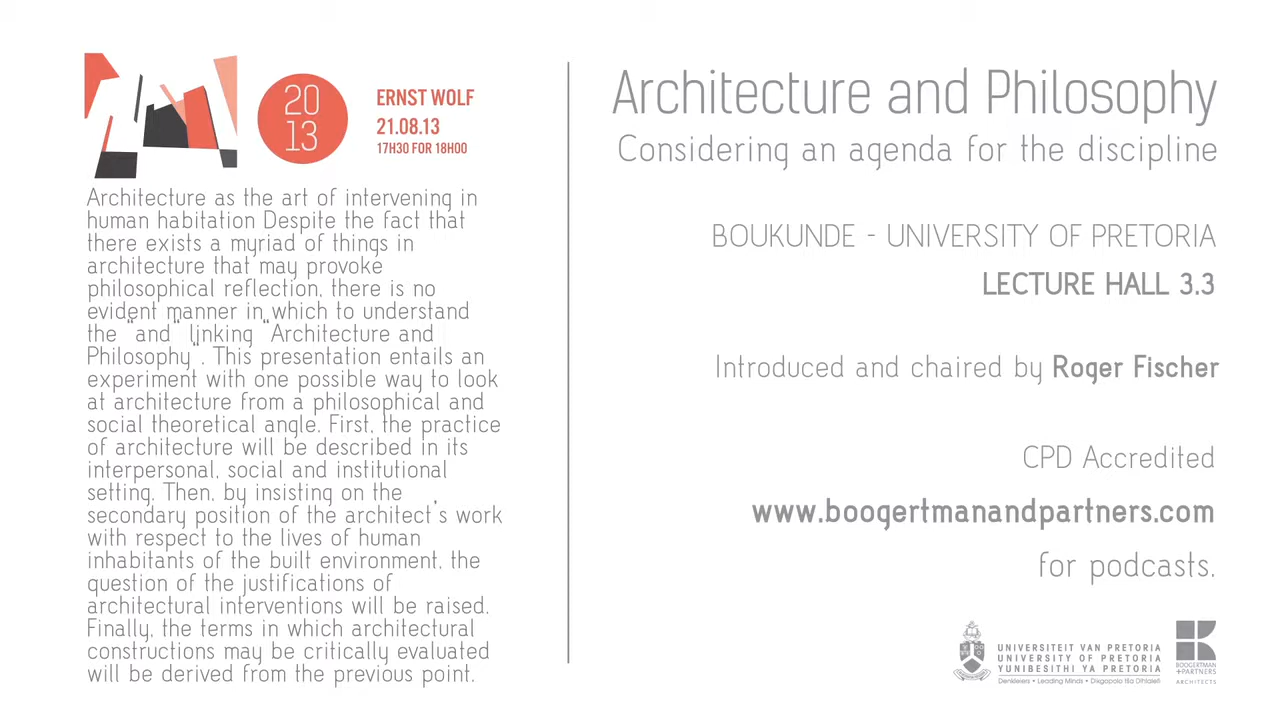 20
13
ERNST WOLF
21.08.13
17H30 FOR 18H00
Architecture as the art of intervening in
human habitation Despite the fact that
there exists a myriad of things in
architecture that may provoke
philosophical reflection, there is no
evident manner in which to understand
the "and" linking "Architecture and
Philosophy". This presentation entails an
experiment with one possible way to look
at architecture from a philosophical and
social theoretical angle. First, the practice
of architecture will be described in its
interpersonal, social and institutional
setting. Then, by insisting on the
secondary position of the architect's work
with respect to the lives of human
inhabitants of the built environment, the
question of the justifications of
architectural interventions will be raised.
Finally, the terms in which architectural
constructions may be critically evaluated
will be derived from the previous point.
Architecture and Philosophy
Considering an agenda for the discipline
BOUKUNDE - UNIVERSITY OF PRETORIA
LECTURE HALL 3.3
Introduced and chaired by Roger Fischer
CPD Accredited
www.boogertmanandpartners.com
for podcasts.
UNIVERSITEIT VAN PRETORIA
UNIVERSITY OF PRETORIA
YUNIBESITHI YA PRETORIA
Denkleiers • Leading Minds • Dikgopolo tša Dihlalefi
BOOGERTMAN
+PARTNERS
ARCHITECTS